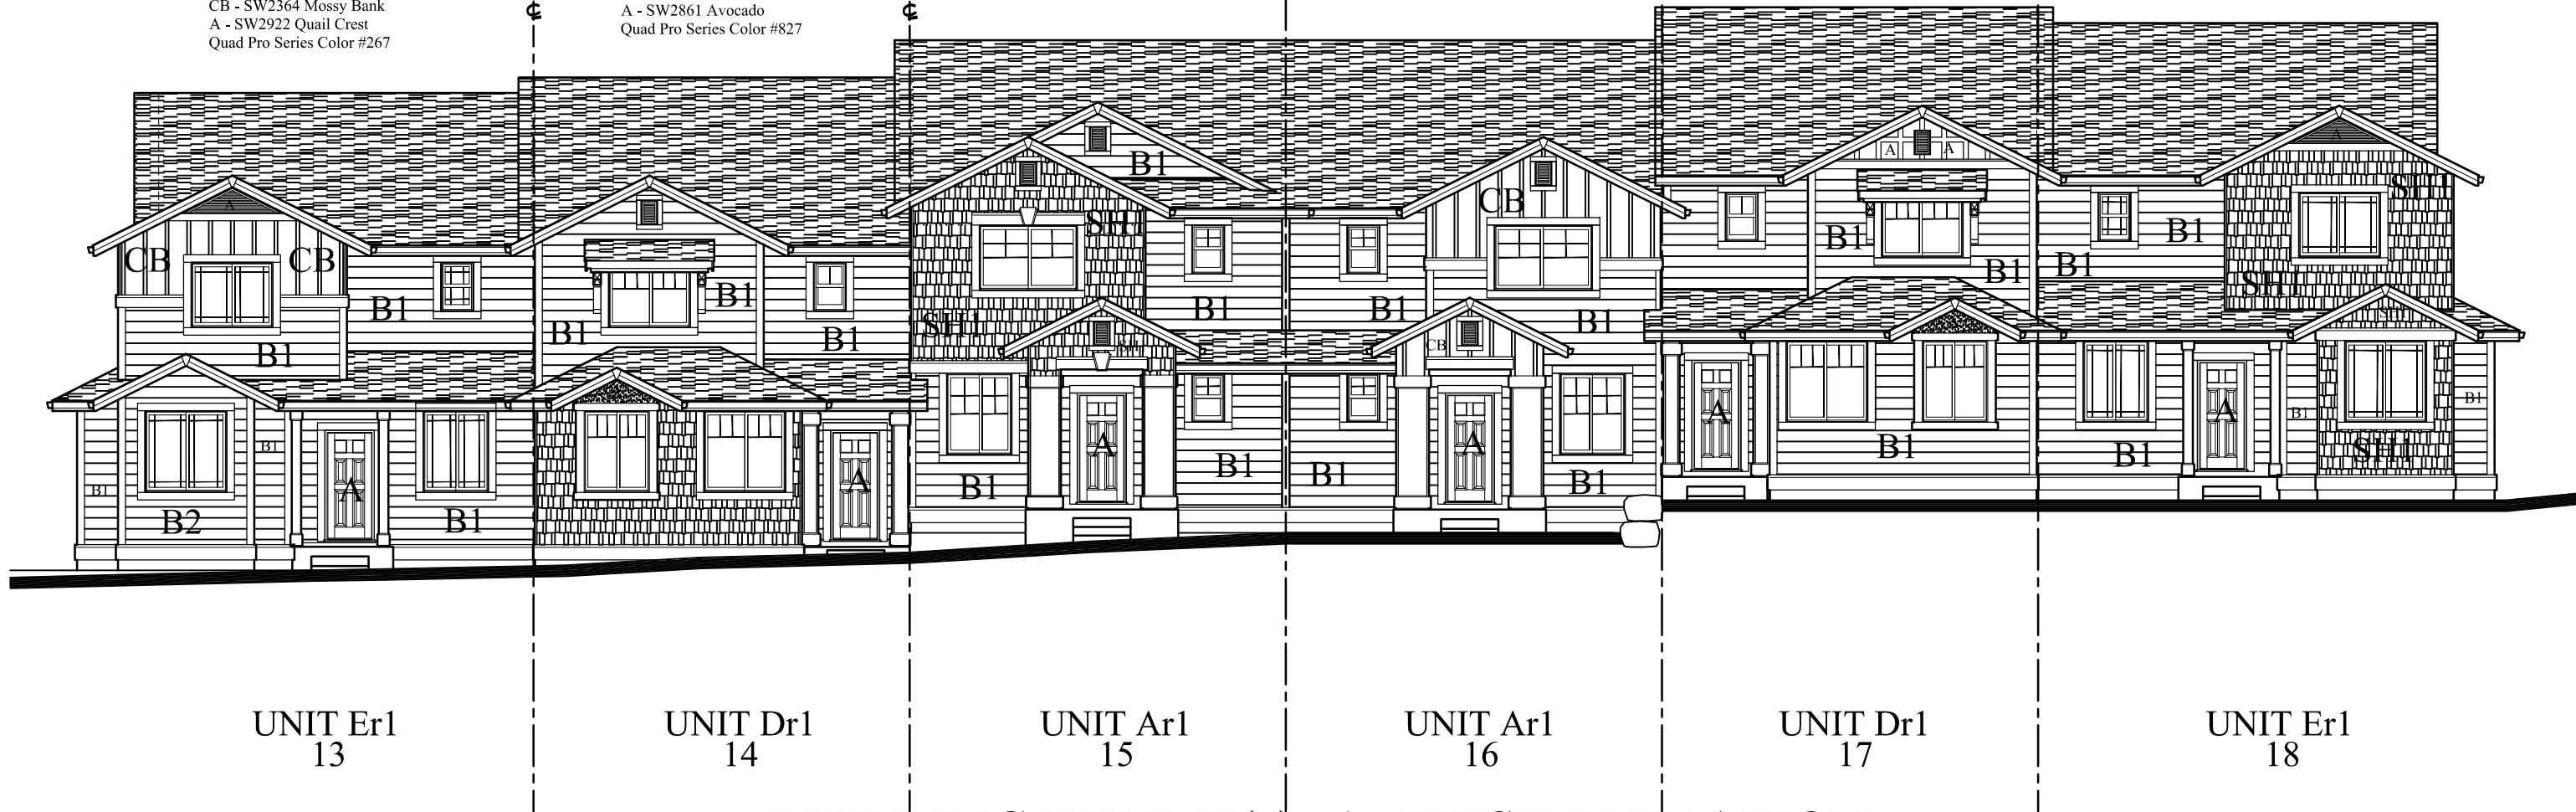 CB - SW2364 Mossy Bank
A - SW2922 Quail Crest
Quad Pro Series Color #267
A - SW2861 Avocado
Quad Pro Series Color #827
A
CB
CB
B1
B1
B1
B1
B2
A
B1
B1
B1
B1
A
B1
SH1
SH1
B1
SH1
A
B1
B1
CB
B1
B1
CB
A
B1
B1
A
A
B1
B1
A
B1
A
SH1
B1
B1
SH1
SH1
A
B1
B1
SH1
B1
UNIT Er1
13
UNIT Dr1
14
UNIT Ar1
15
UNIT Ar1
16
UNIT Dr1
17
UNIT Er1
18